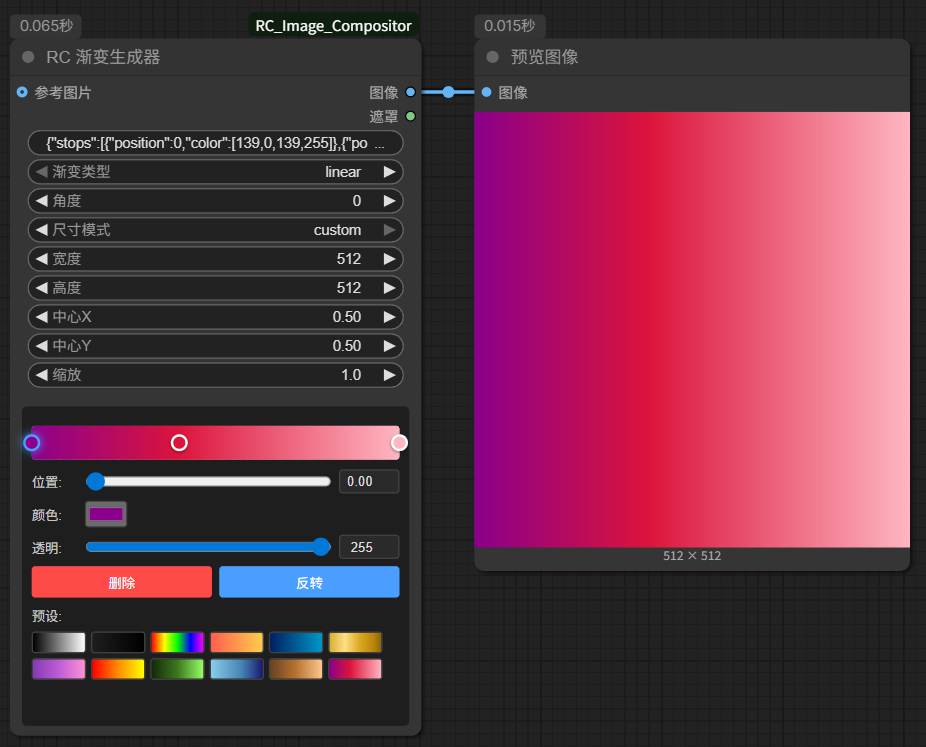 0.065秒
RC_Image_Compositor
0.015秒
RC 渐变生成器
预览图像
参考图片
图像
图像
遮罩
{"stops":[{"position":0,"color":[139,0,139,255]},{"po ...
渐变类型 linear
角度 0
尺寸模式 custom
宽度 512
高度 512
中心X 0.50
中心Y 0.50
缩放 1.0
位置: 0.00
颜色:
透明: 255
删除 反转
预设:
512 × 512